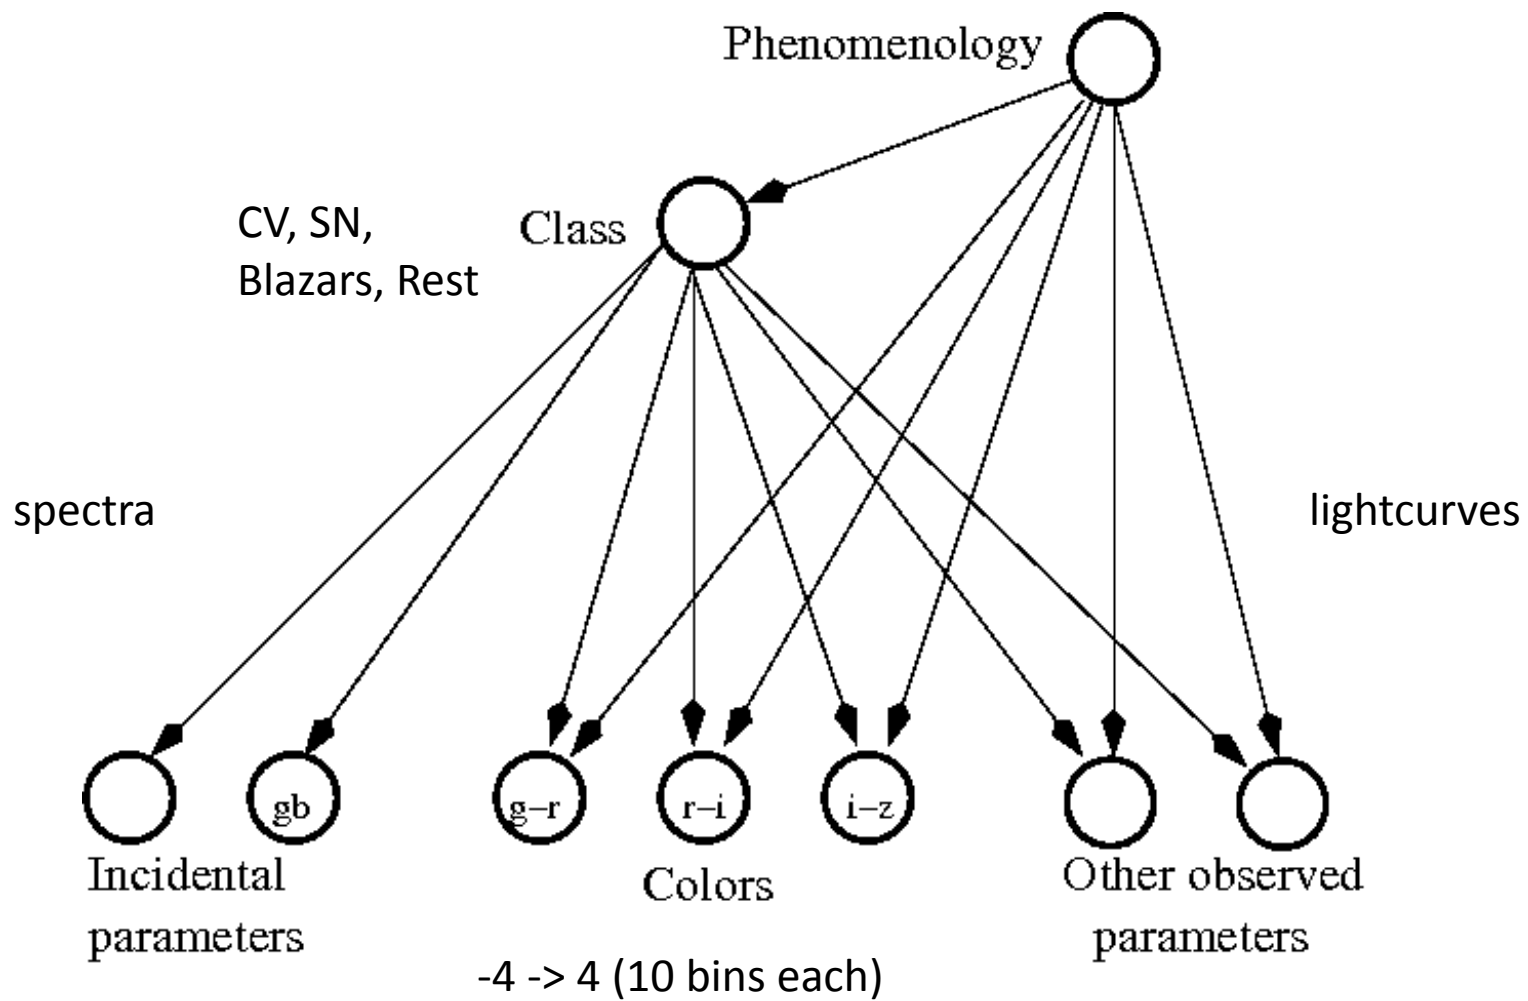 Phenomenology
CV, SN,
Blazars, Rest
Class
spectra
lightcurves
gb
g–r
r–i
i–z
Incidental
parameters
Colors
Other observed
parameters
-4 -> 4 (10 bins each)